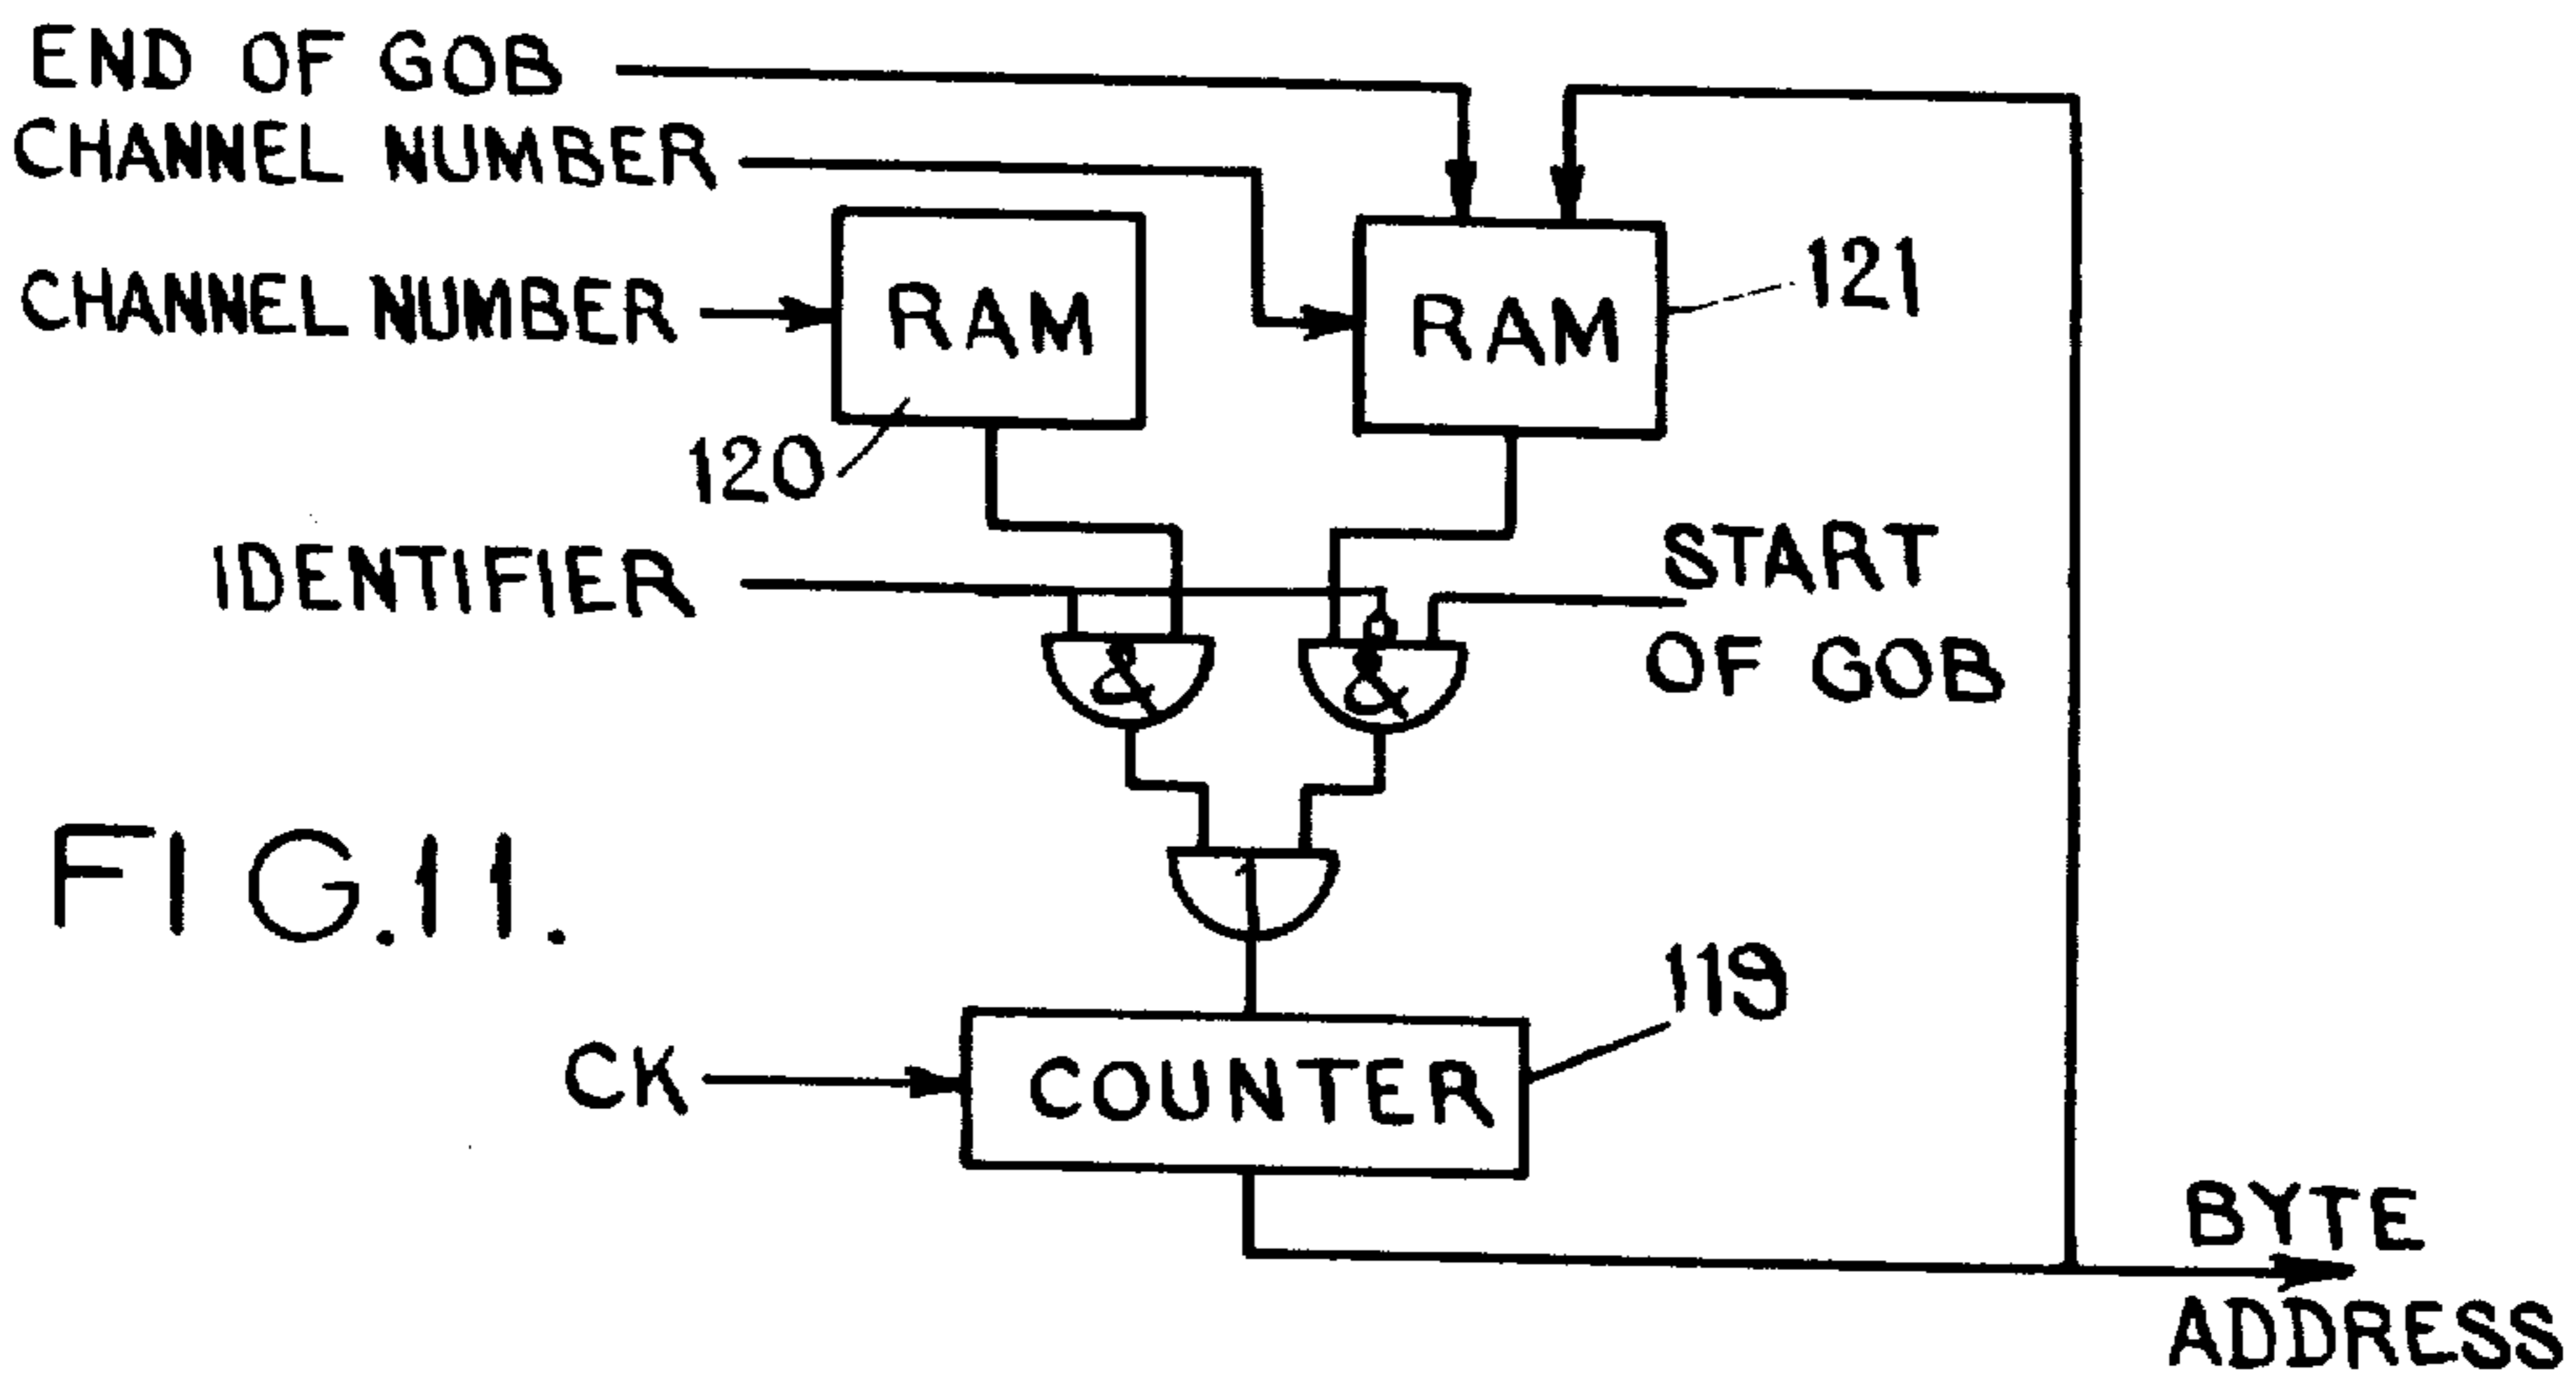 END OF GOB
CHANNEL NUMBER
CHANNEL NUMBER
RAM
RAM
121
120
IDENTIFIER
START
OF GOB
&
&
1
FIG.11.
119
CK
COUNTER
BYTE
ADDRESS